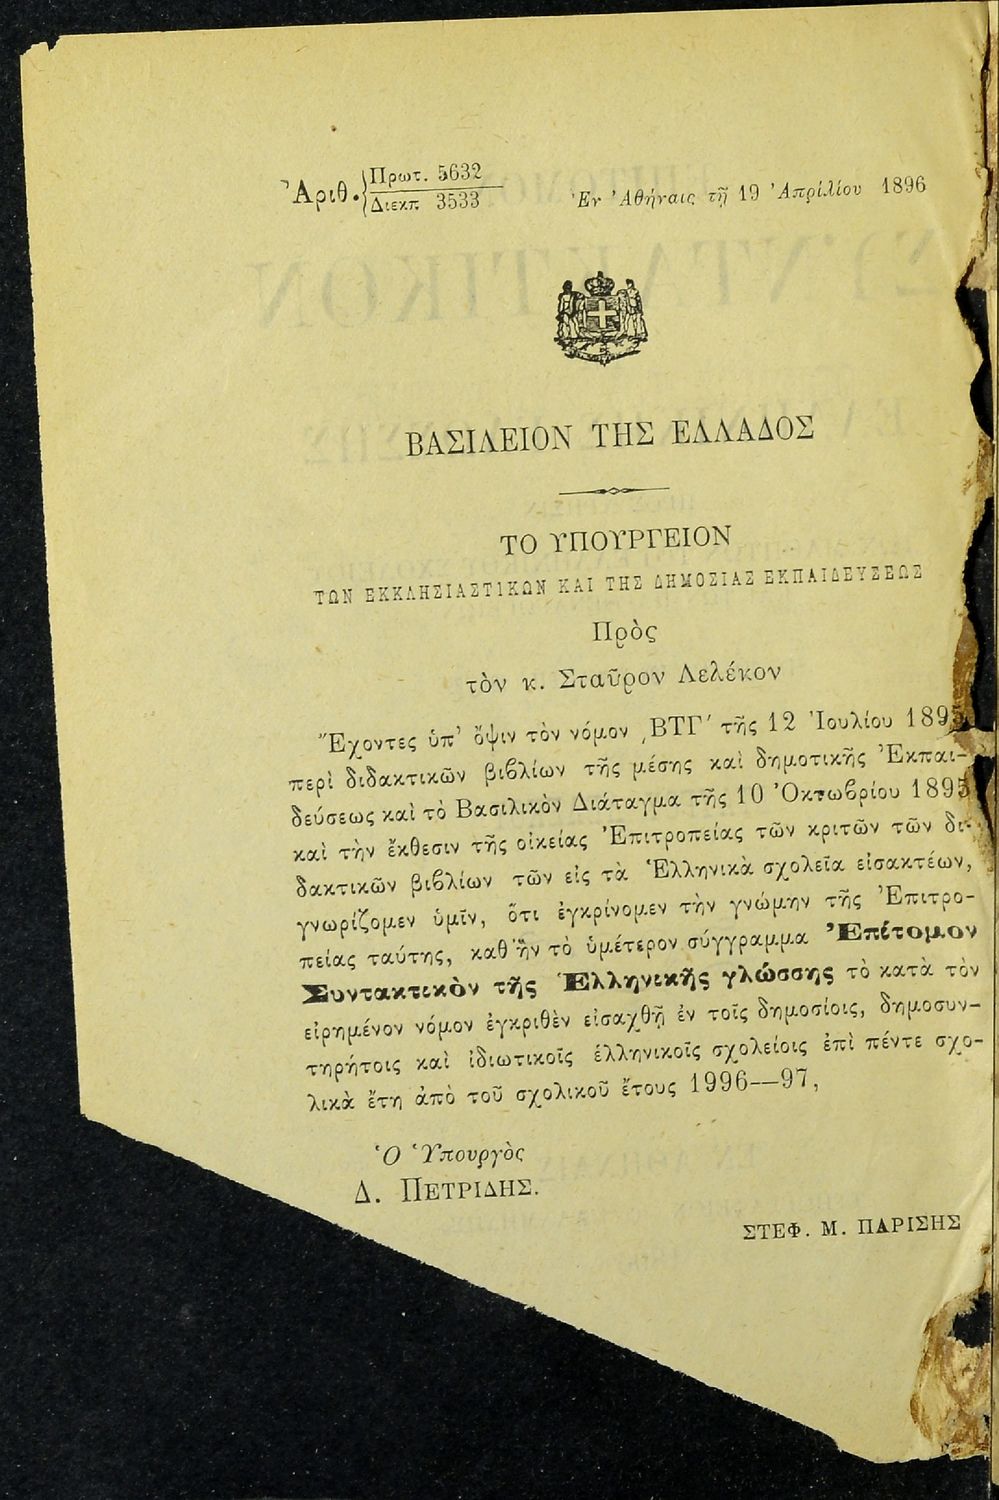 Ἀριθ. Πρωτ. 5632
Διεκπ. 3533
Ἐν Ἀθήναις τῇ 19 Ἀπρίλίου 1896
ΒΑΣΙΛΕΙΟΝ ΤΗΣ ΕΛΛΑΔΟΣ
ΤΟ ΥΠΟΥΡΓΕΙΟΝ
ΤΩΝ ΕΚΚΛΗΣΙΑΣΤΙΚΩΝ ΚΑΙ ΤΗΣ ΔΗΜΟΣΙΑΣ ΕΚΠΑΙΔΕΥΣΕΩΣ
Πρὸς
τὸν κ. Σταῦρον Λελέκον
Ἔχοντες ὑπ' ὄψιν τὸν νόμον ͵ΒΤΓ' τῆς 12 Ἰουλίου 1895
περὶ διδακτικῶν βιβλίων τῆς μέσης καὶ δημοτικῆς Ἐκπαι-
δεύσεως καὶ τὸ Βασιλικὸν Διάταγμα τῆς 10 Ὀκτωβρίου 1895
καὶ τὴν ἔκθεσιν τῆς οἰκείας Ἐπιτροπείας τῶν κριτῶν τῶν δι-
δακτικῶν βιβλίων τῶν εἰς τὰ Ἑλληνικὰ σχολεῖα εἰσακτέων,
γνωρίζομεν ὑμῖν, ὅτι ἐγκρίνομεν τὴν γνώμην τῆς Ἐπιτρο-
πείας ταύτης, καθ' ἣν τὸ ὑμέτερον σύγγραμμα Ἐπίτομον
Συντακτικὸν τῆς Ἑλληνικῆς γλώσσης τὸ κατὰ τὸν
εἰρημένον νόμον ἐγκριθὲν εἰσαχθῇ ἐν τοῖς δημοσίοις, δημοσυν-
τηρήτοις καὶ ἰδιωτικοῖς ἑλληνικοῖς σχολείοις ἐπὶ πέντε σχο-
λικὰ ἔτη ἀπὸ τοῦ σχολικοῦ ἔτους 1996—97,
Ὁ Ὑπουργὸς
Δ. ΠΕΤΡΙΔΗΣ.
ΣΤΕΦ. Μ. ΠΑΡΙΣΗΣ